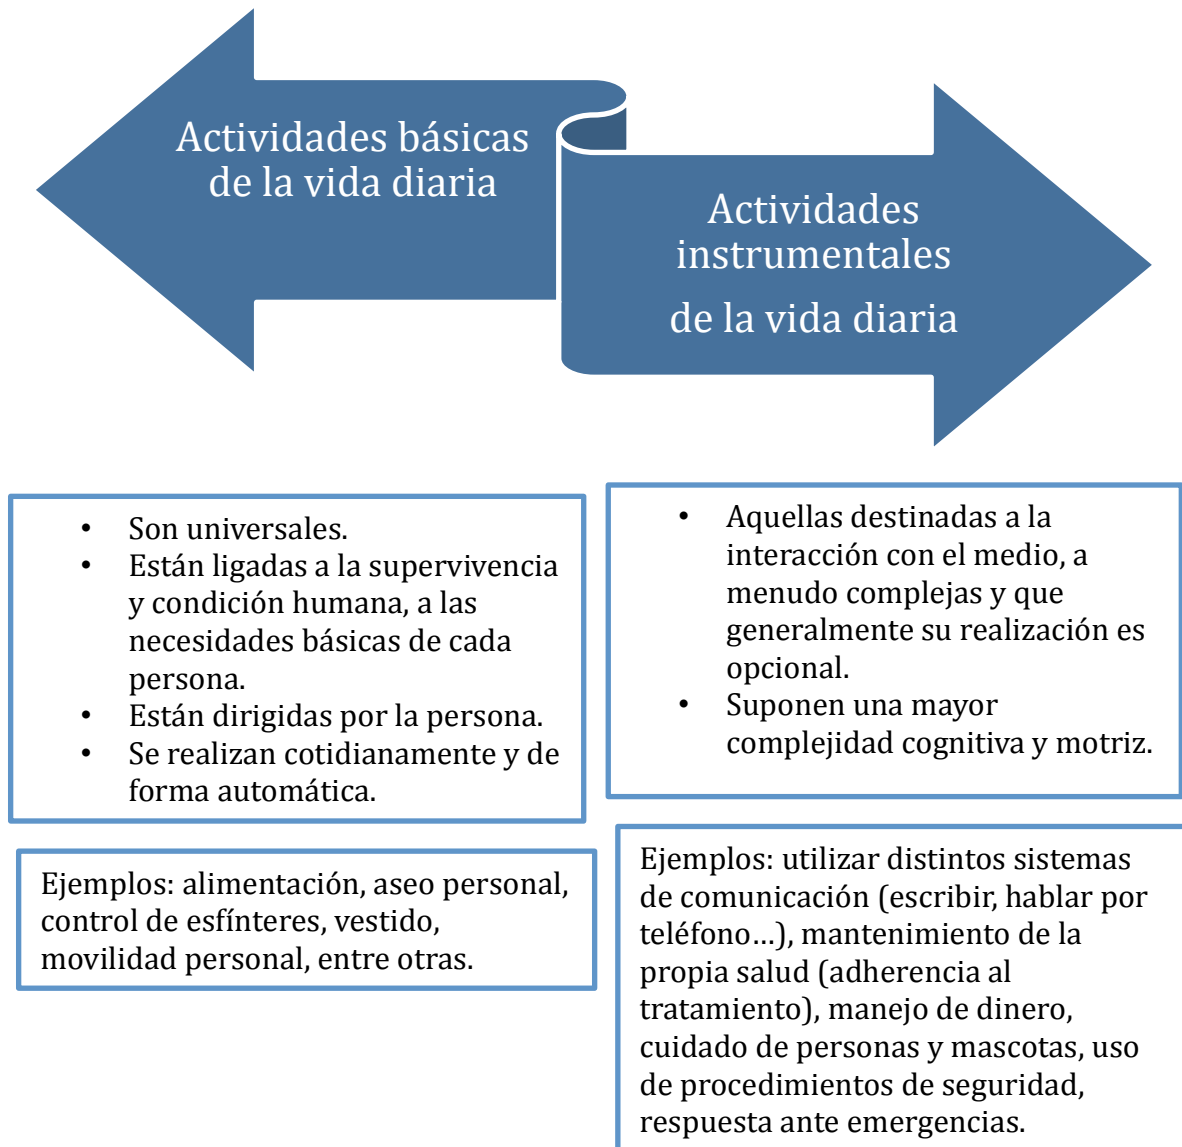 Actividades básicas
de la vida diaria
Actividades
instrumentales
de la vida diaria
• Son universales.
• Están ligadas a la supervivencia
y condición humana, a las
necesidades básicas de cada
persona.
• Están dirigidas por la persona.
• Se realizan cotidianamente y de
forma automática.
• Aquellas destinadas a la
interacción con el medio, a
menudo complejas y que
generalmente su realización es
opcional.
• Suponen una mayor
complejidad cognitiva y motriz.
Ejemplos: alimentación, aseo personal,
control de esfínteres, vestido,
movilidad personal, entre otras.
Ejemplos: utilizar distintos sistemas
de comunicación (escribir, hablar por
teléfono…), mantenimiento de la
propia salud (adherencia al
tratamiento), manejo de dinero,
cuidado de personas y mascotas, uso
de procedimientos de seguridad,
respuesta ante emergencias.